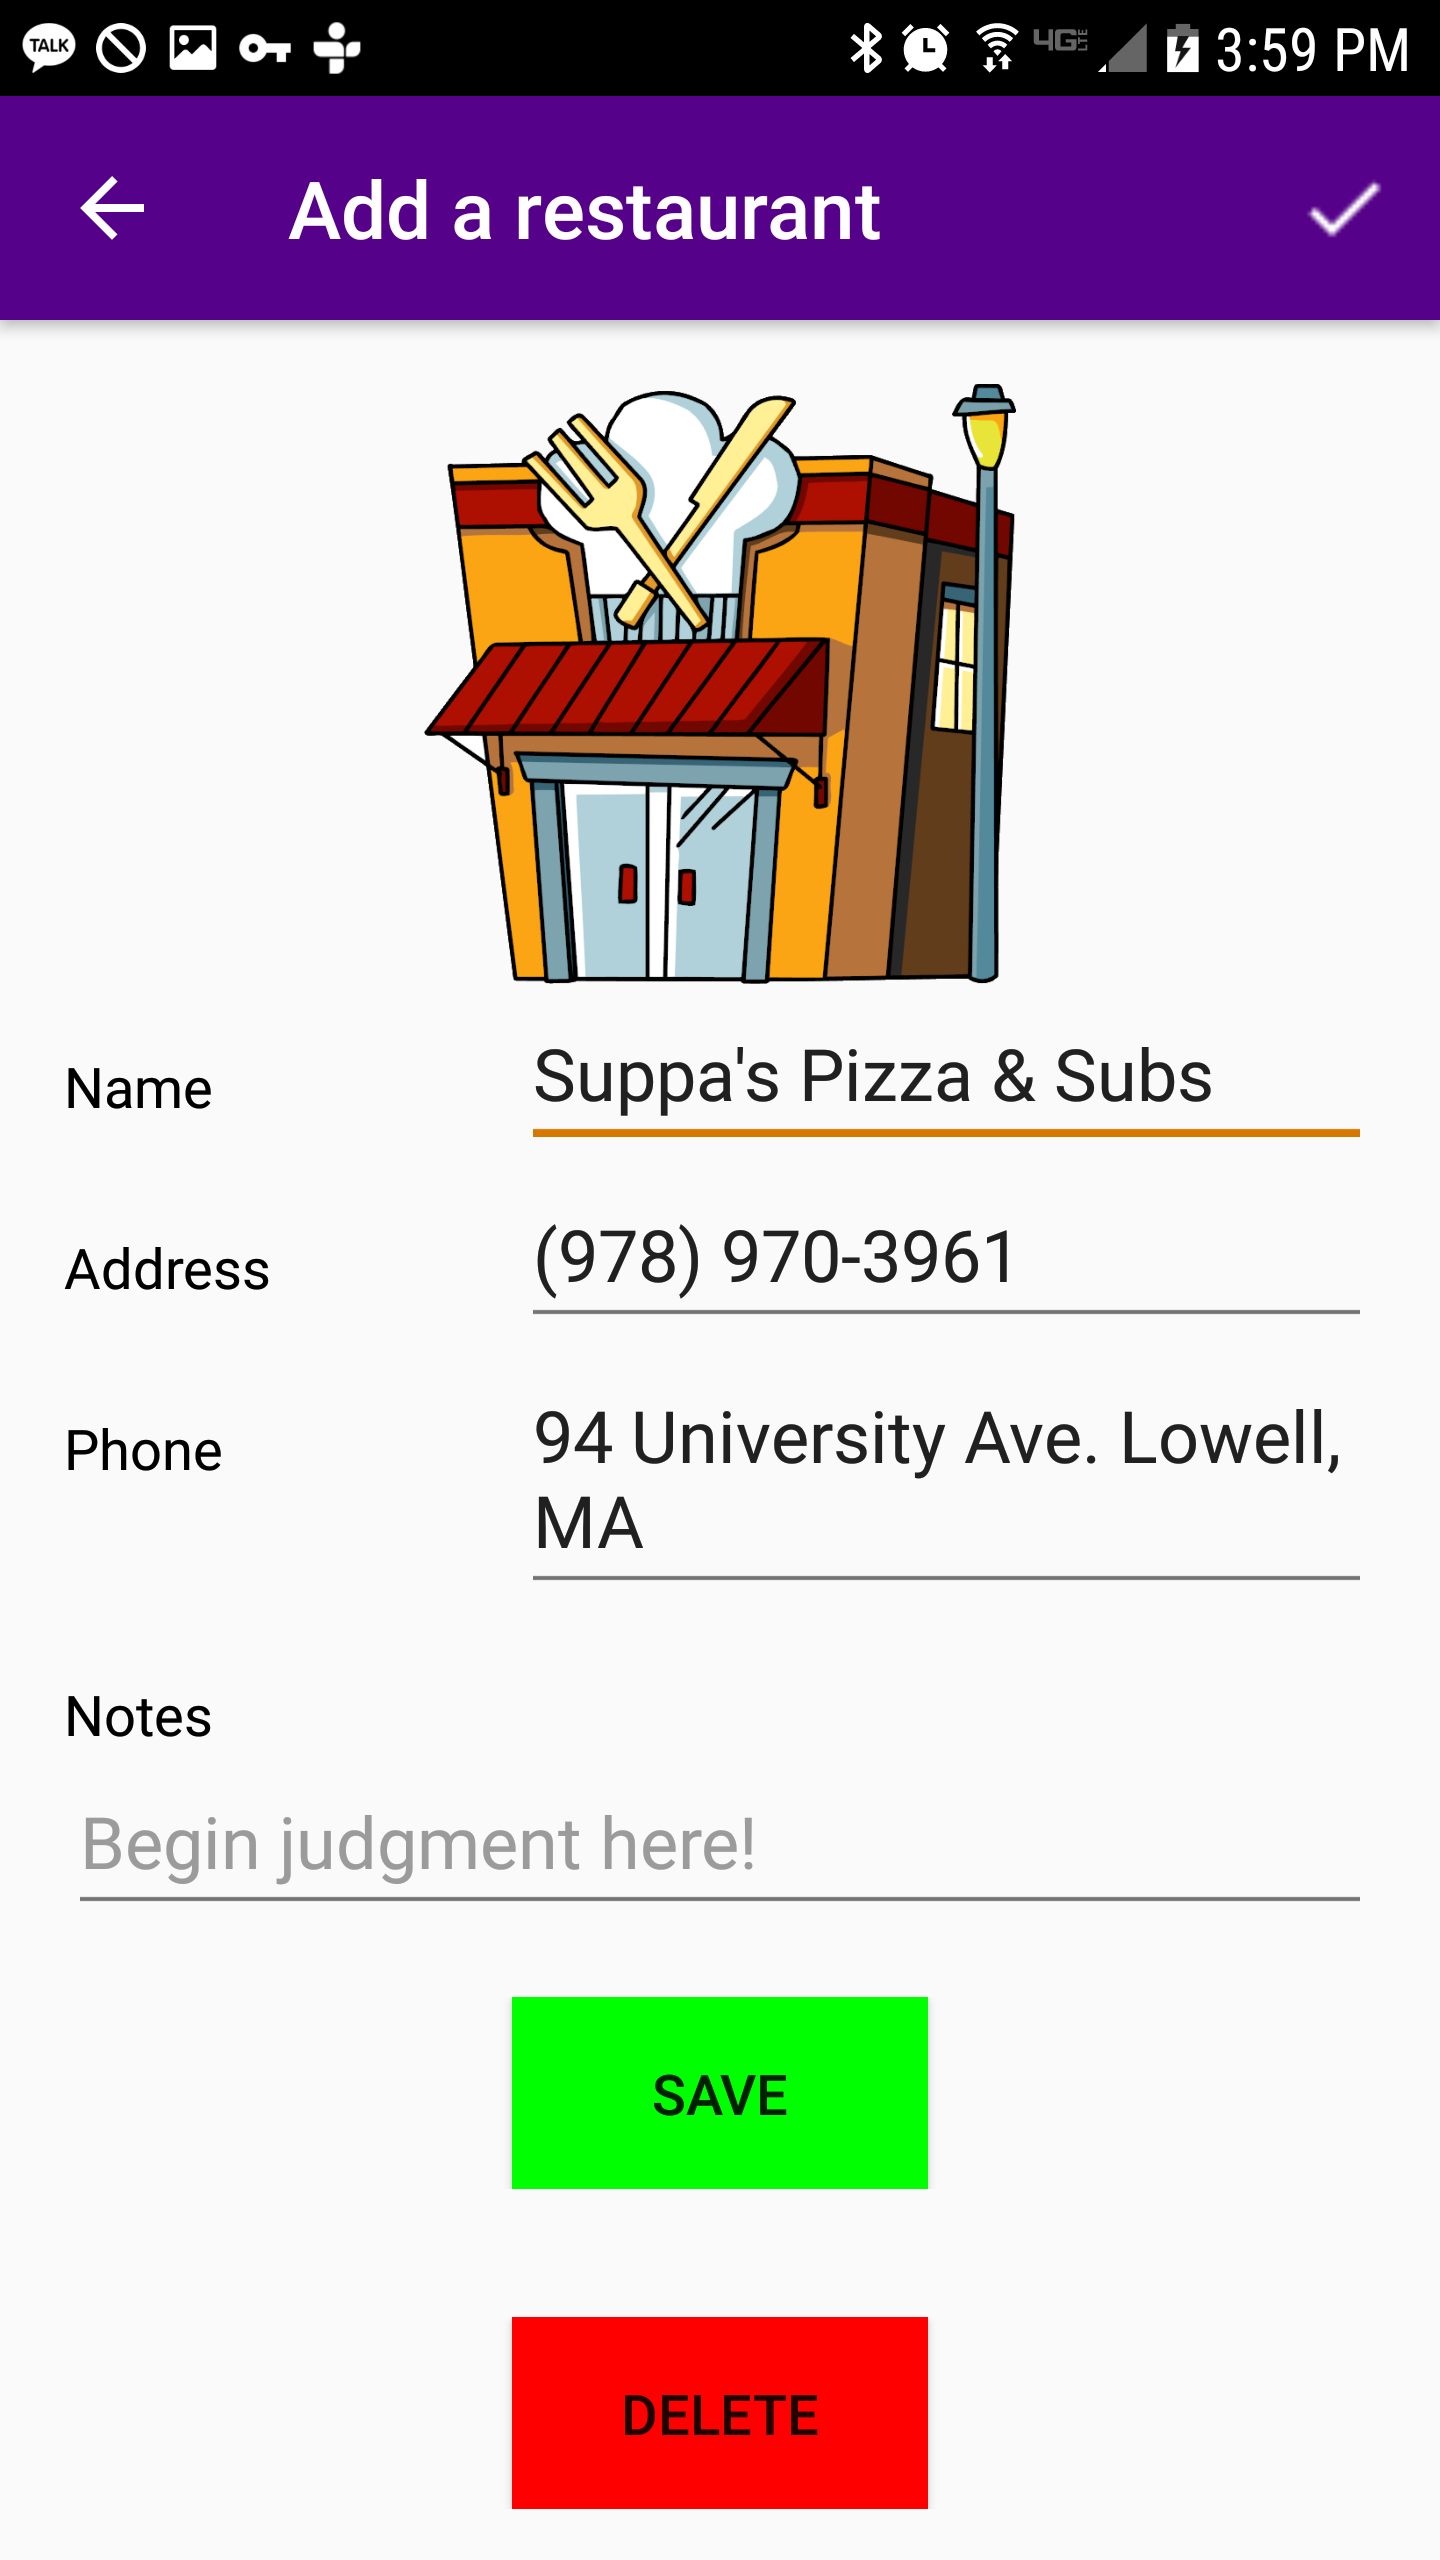 TALK 4G LTE 3:59 PM
Add a restaurant
Name Suppa's Pizza & Subs
Address (978) 970-3961
Phone 94 University Ave. Lowell,
MA
Notes
Begin judgment here!
SAVE
DELETE